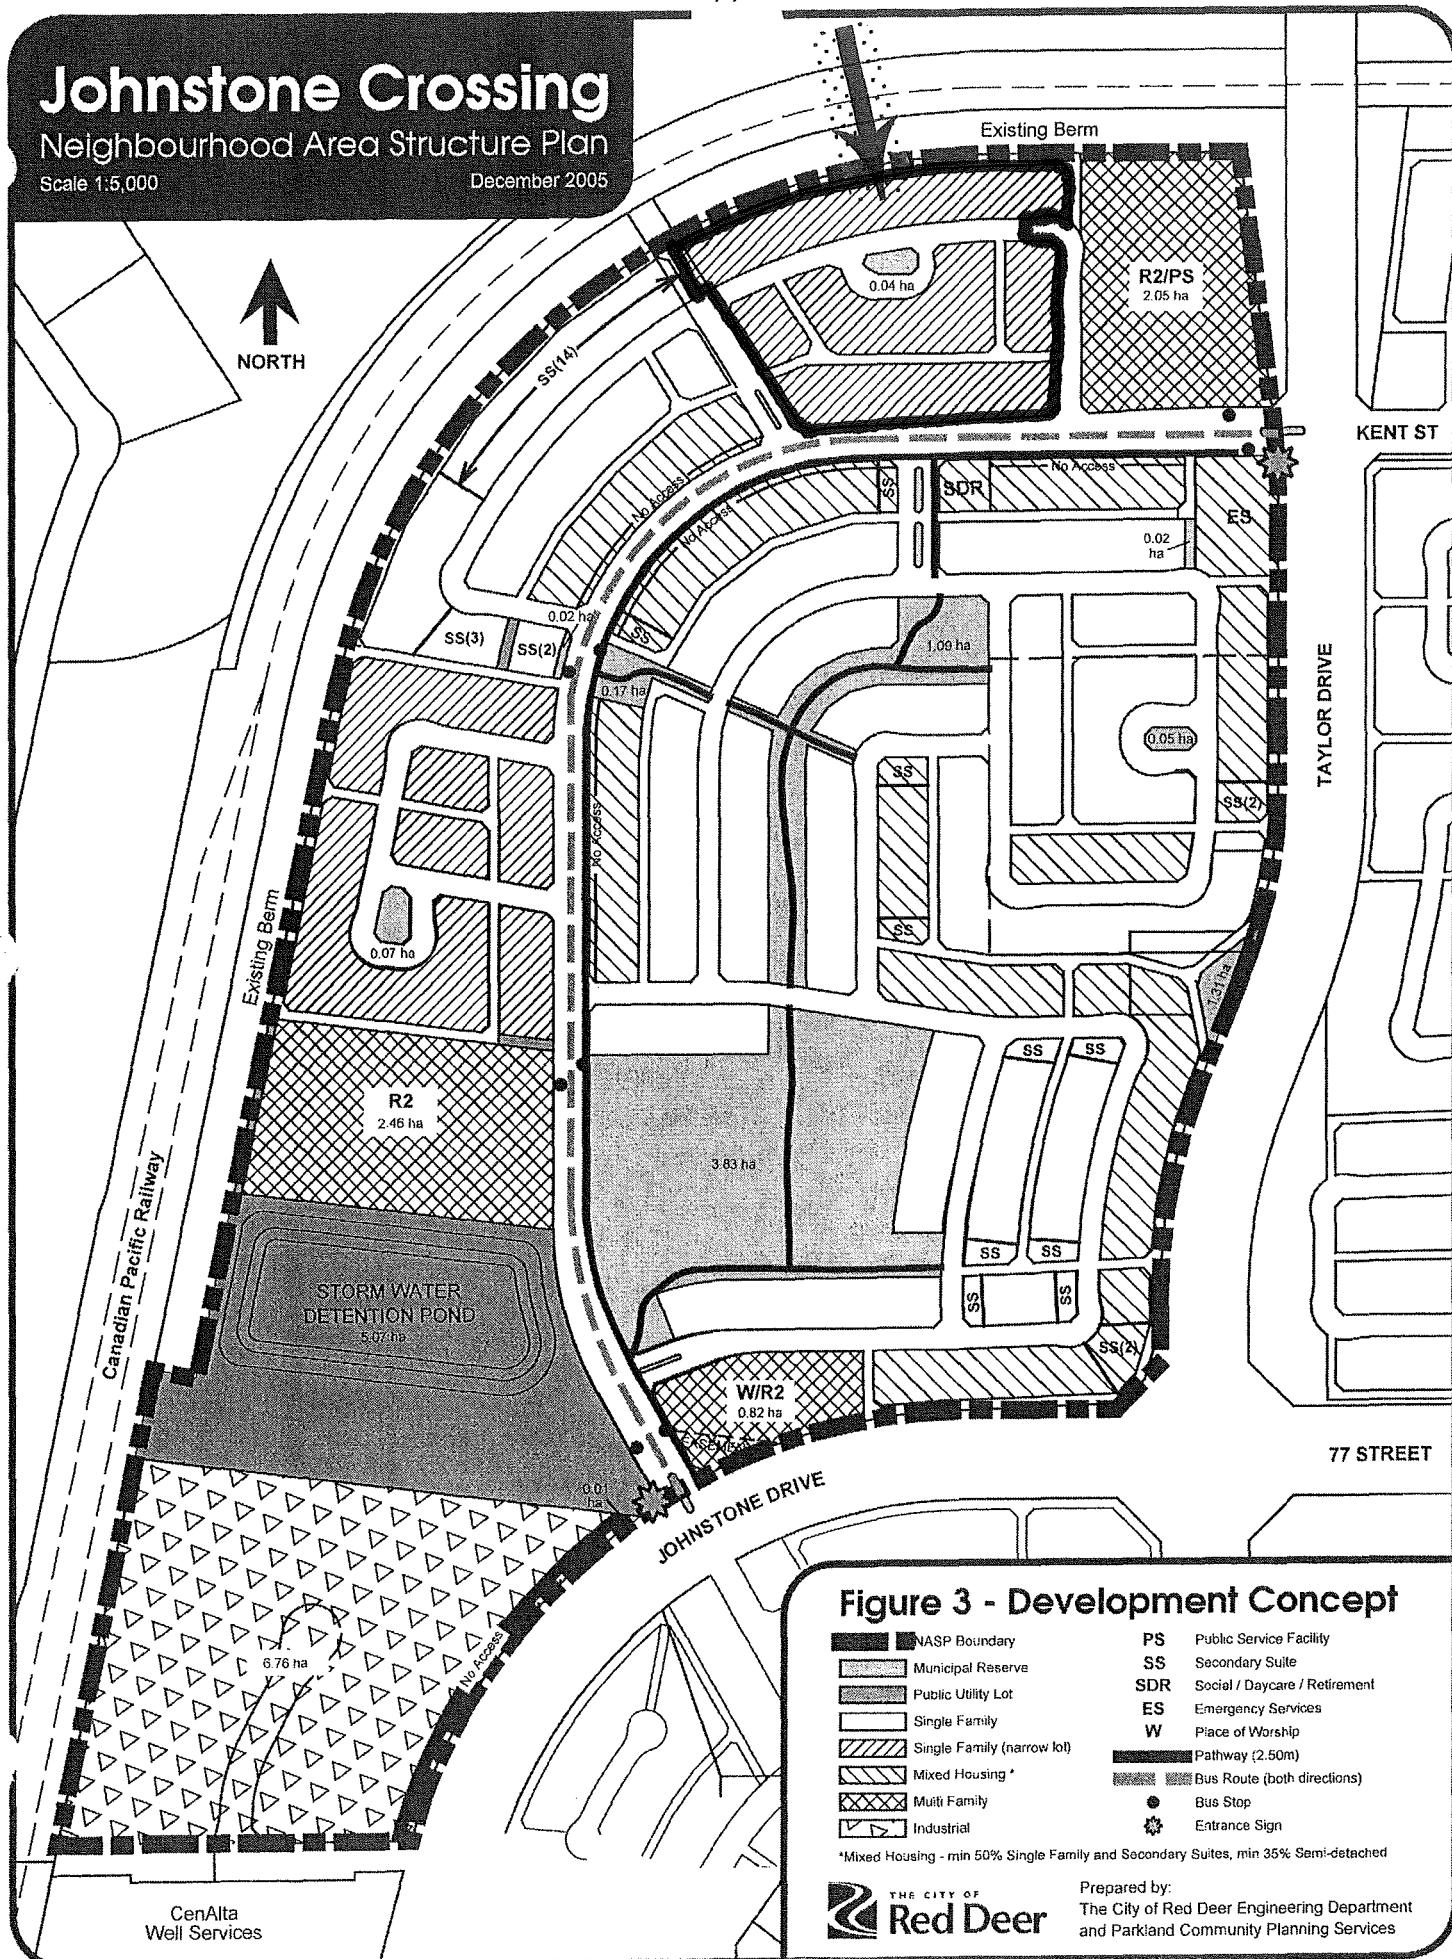 Johnstone Crossing
Neighbourhood Area Structure Plan
Scale 1:5,000 December 2005
Existing Berm
NORTH
R2/PS
2.05 ha
0.04 ha
SS(14)
KENT ST
No Access
No Access
No Access
SS
SDR
ES
0.02
ha
0.02 ha
SS
SS(3)
SS(2)
1.09 ha
0.17 ha
TAYLOR DRIVE
0.05 ha
SS
SS(2)
No Access
SS
Existing Berm
0.07 ha
1.31 ha
SS
SS
R2
2.46 ha
3.83 ha
Canadian Pacific Railway
SS
SS
STORM WATER
DETENTION POND
5.07 ha
SS
SS
SS(2)
W/R2
0.82 ha
77 STREET
0.01
ha
JOHNSTONE DRIVE
6.76 ha
No Access
CenAlta
Well Services
Figure 3 - Development Concept
NASP Boundary
Municipal Reserve
Public Utility Lot
Single Family
Single Family (narrow lot)
Mixed Housing *
Multi Family
Industrial
PS Public Service Facility
SS Secondary Suite
SDR Social / Daycare / Retirement
ES Emergency Services
W Place of Worship
Pathway (2.50m)
Bus Route (both directions)
Bus Stop
Entrance Sign
*Mixed Housing - min 50% Single Family and Secondary Suites, min 35% Semi-detached
THE CITY OF
Red Deer
Prepared by:
The City of Red Deer Engineering Department
and Parkland Community Planning Services